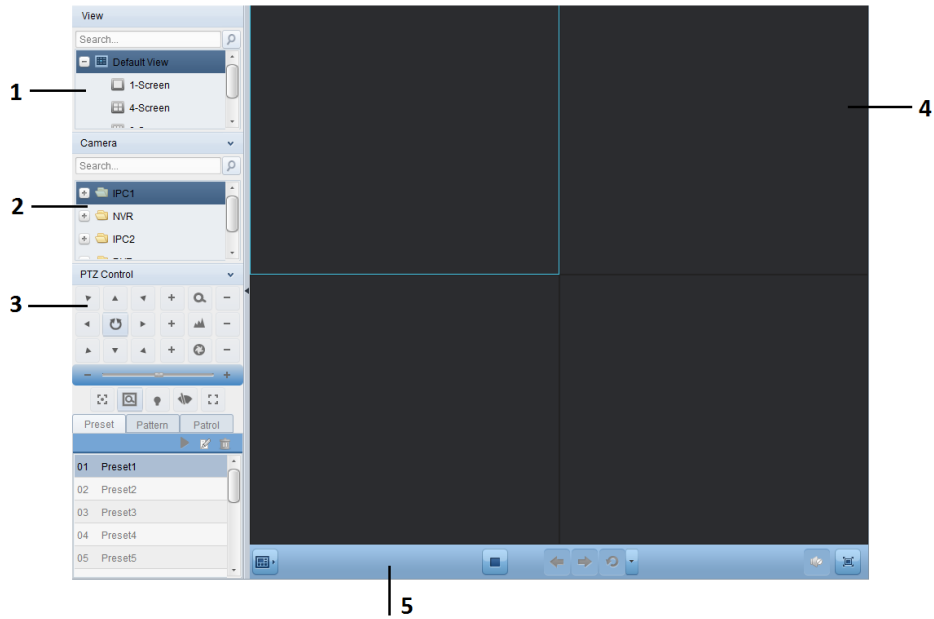 View
Search...
Default View
1-Screen
4-Screen
1
Camera
Search...
IPC1
NVR
IPC2
2
PTZ Control
3
Preset Pattern Patrol
01 Preset1
02 Preset2
03 Preset3
04 Preset4
05 Preset5
4
5